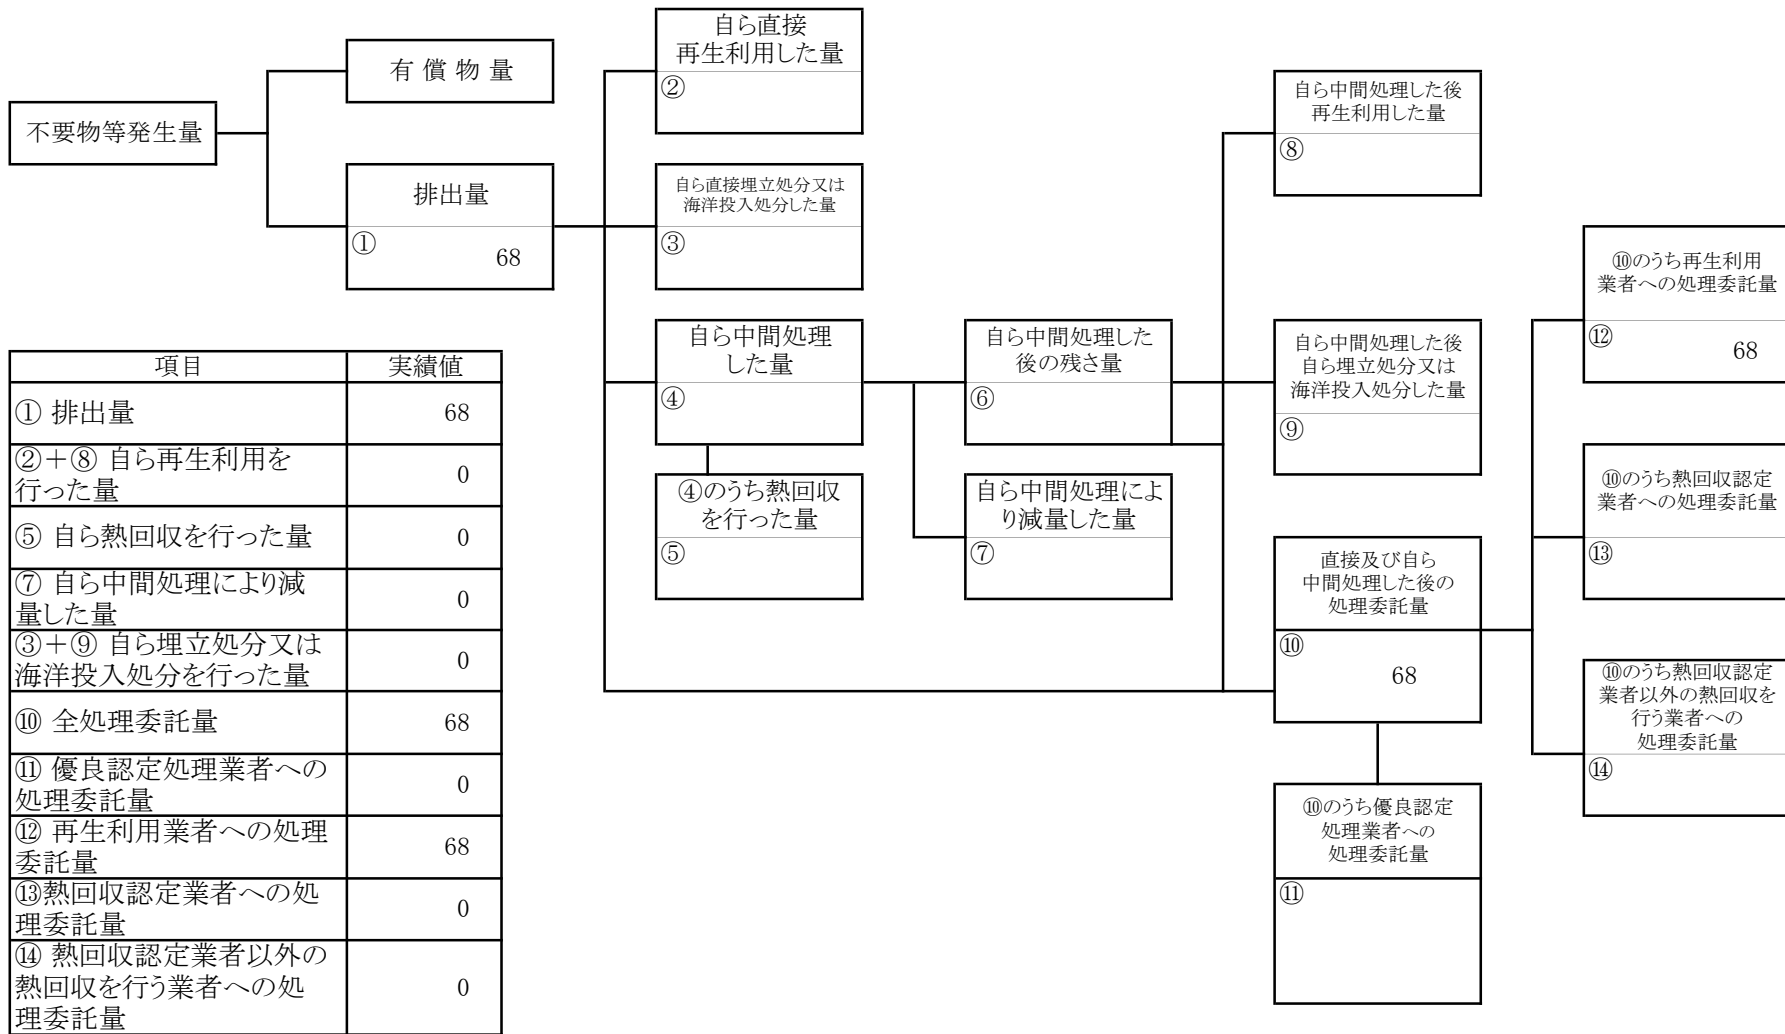 不要物等発生量
有 償 物 量
排出量
①
68
自ら直接
再生利用した量
②
自ら直接埋立処分又は
海洋投入処分した量
③
自ら中間処理
した量
④
④のうち熱回収
を行った量
⑤
自ら中間処理した
後の残さ量
⑥
自ら中間処理によ
り減量した量
⑦
自ら中間処理した後
再生利用した量
⑧
自ら中間処理した後
自ら埋立処分又は
海洋投入処分した量
⑨
直接及び自ら
中間処理した後の
処理委託量
⑩
68
⑩のうち優良認定
処理業者への
処理委託量
⑪
⑩のうち再生利用
業者への処理委託量
⑫
68
⑩のうち熱回収認定
業者への処理委託量
⑬
⑩のうち熱回収認定
業者以外の熱回収を
行う業者への
処理委託量
⑭
項目 実績値
① 排出量 68
②+⑧ 自ら再生利用を
行った量 0
⑤ 自ら熱回収を行った量 0
⑦ 自ら中間処理により減
量した量 0
③+⑨ 自ら埋立処分又は
海洋投入処分を行った量 0
⑩ 全処理委託量 68
⑪ 優良認定処理業者への
処理委託量 0
⑫ 再生利用業者への処理
委託量 68
⑬熱回収認定業者への処
理委託量 0
⑭ 熱回収認定業者以外の
熱回収を行う業者への処 0
理委託量